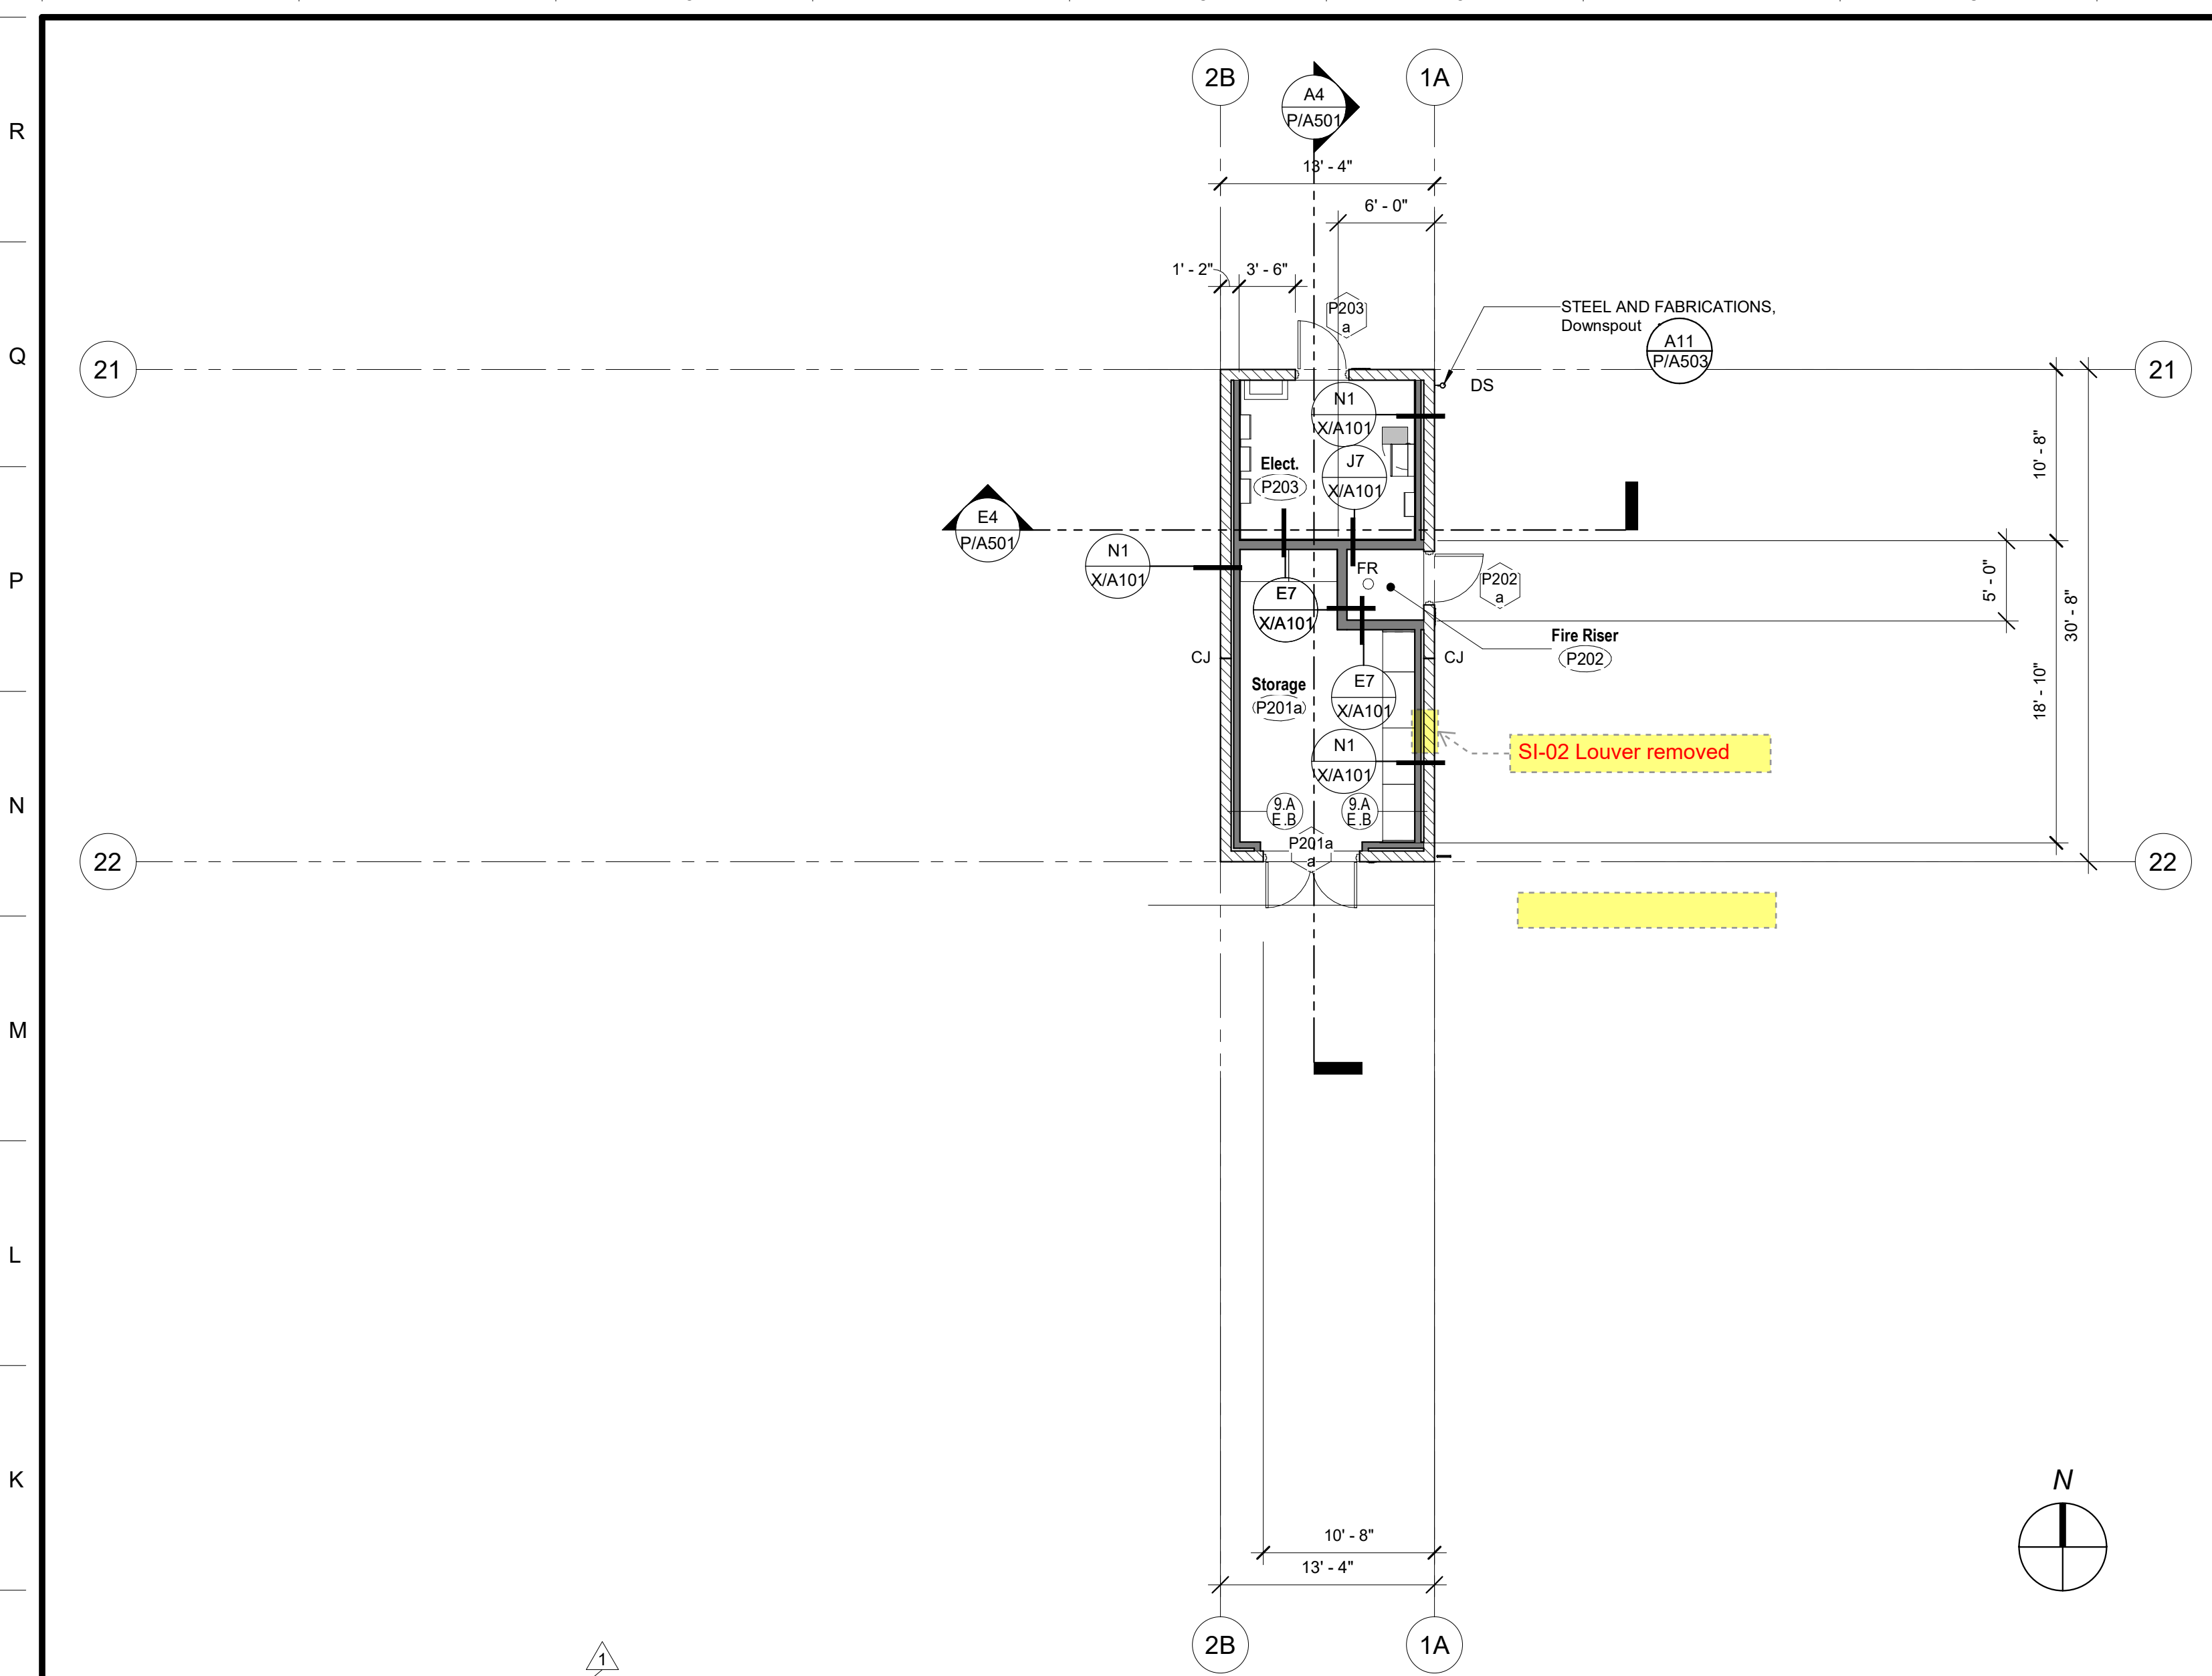 2B
1A
A4
P/A501
R
13' - 4"
6' - 0"
1' - 2"
3' - 6"
P203
a
STEEL AND FABRICATIONS,
Downspout
A11
P/A503
Q
21
21
DS
N1
X/A101
10' - 8"
Elect.
P203
J7
X/A101
E4
P/A501
N1
X/A101
P
FR
P202
a
5' - 0"
E7
X/A101
30' - 8"
Fire Riser
P202
CJ
CJ
Storage
P201a
E7
X/A101
18' - 10"
SI-02 Louver removed
N1
X/A101
N
9.A
E.B
9.A
E.B
P201a
a
22
22
M
L
K
N
10' - 8"
13' - 4"
2B
1A
1